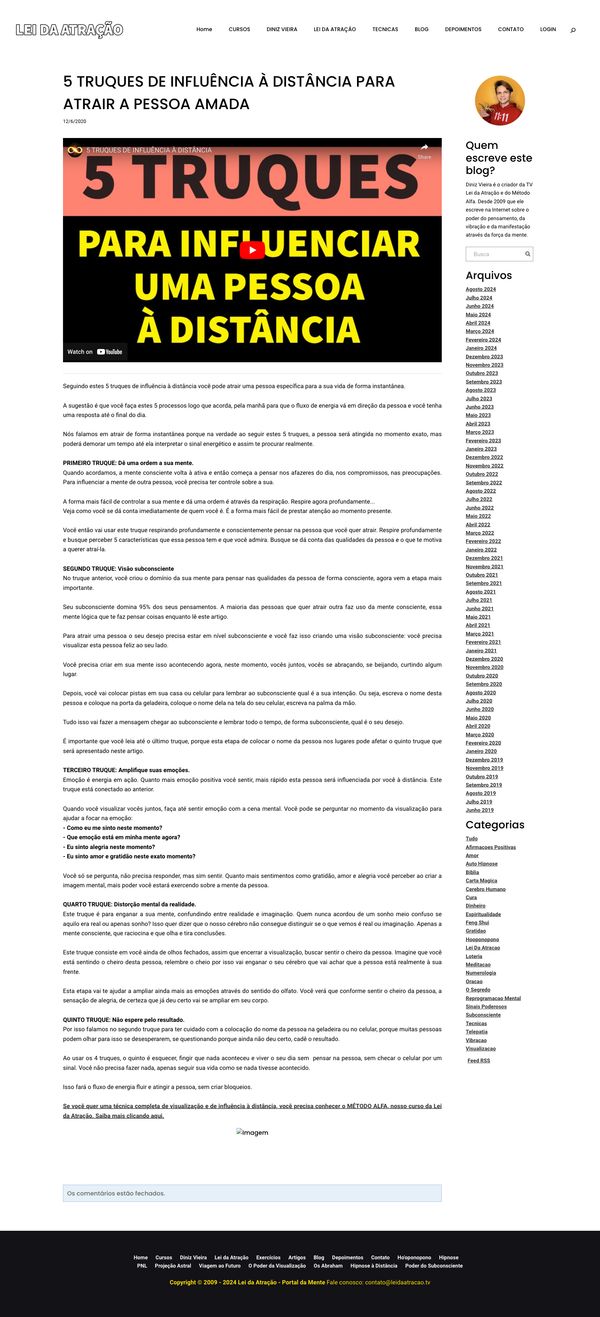 LEI DA ATRAÇÃO
Home CURSOS DINIZ VIEIRA LEI DA ATRAÇÃO TECNICAS BLOG DEPOIMENTOS CONTATO LOGIN
5 TRUQUES DE INFLUÊNCIA À DISTÂNCIA PARA
ATRAIR A PESSOA AMADA
12/6/2020
5 TRUQUES DE INFLUÊNCIA À DISTÂNCIA
Share
5 TRUQUES
PARA INFLUENCIAR
UMA PESSOA
À DISTÂNCIA
Watch on YouTube
Seguindo estes 5 truques de influência à distância você pode atrair uma pessoa específica para a sua vida de forma instantânea.
A sugestão é que você faça estes 5 processos logo que acorda, pela manhã para que o fluxo de energia vá em direção da pessoa e você tenha
uma resposta até o final do dia.
Nós falamos em atrair de forma instantânea porque na verdade ao seguir estes 5 truques, a pessoa será atingida no momento exato, mas
poderá demorar um tempo até ela interpretar o sinal energético e assim te procurar realmente.
PRIMEIRO TRUQUE: Dê uma ordem a sua mente.
Quando acordamos, a mente consciente volta à ativa e então começa a pensar nos afazeres do dia, nos compromissos, nas preocupações.
Para influenciar a mente de outra pessoa, você precisa ter controle sobre a sua.
A forma mais fácil de controlar a sua mente e dá uma ordem é através da respiração. Respire agora profundamente...
Veja como você se dá conta imediatamente de quem você é. É a forma mais fácil de prestar atenção ao momento presente.
Você então vai usar este truque respirando profundamente e conscientemente pensar na pessoa que você quer atrair. Respire profundamente
e busque perceber 5 características que essa pessoa tem e que você admira. Busque se dá conta das qualidades da pessoa e o que te motiva
a querer atraí-la.
SEGUNDO TRUQUE: Visão subconsciente
No truque anterior, você criou o domínio da sua mente para pensar nas qualidades da pessoa de forma consciente, agora vem a etapa mais
importante.
Seu subconsciente domina 95% dos seus pensamentos. A maioria das pessoas que quer atrair outra faz uso da mente consciente, essa
mente lógica que te faz pensar coisas enquanto lê este artigo.
Para atrair uma pessoa o seu desejo precisa estar em nível subconsciente e você faz isso criando uma visão subconsciente: você precisa
visualizar esta pessoa feliz ao seu lado.
Você precisa criar em sua mente isso acontecendo agora, neste momento, vocês juntos, vocês se abraçando, se beijando, curtindo algum
lugar.
Depois, você vai colocar pistas em sua casa ou celular para lembrar ao subconsciente qual é a sua intenção. Ou seja, escreva o nome desta
pessoa e coloque na porta da geladeira, coloque o nome dela na tela do seu celular, escreva na palma da mão.
Tudo isso vai fazer a mensagem chegar ao subconsciente e lembrar todo o tempo, de forma subconsciente, qual é o seu desejo.
É importante que você leia até o último truque, porque esta etapa de colocar o nome da pessoa nos lugares pode afetar o quinto truque que
será apresentado neste artigo.
TERCEIRO TRUQUE: Amplifique suas emoções.
Emoção é energia em ação. Quanto mais emoção positiva você sentir, mais rápido esta pessoa será influenciada por você à distância. Este
truque está conectado ao anterior.
Quando você visualizar vocês juntos, faça até sentir emoção com a cena mental. Você pode se perguntar no momento da visualização para
ajudar a focar na emoção:
- Como eu me sinto neste momento?
- Que emoção está em minha mente agora?
- Eu sinto alegria neste momento?
- Eu sinto amor e gratidão neste exato momento?
Você só se pergunta, não precisa responder, mas sim sentir. Quanto mais sentimentos como gratidão, amor e alegria você perceber ao criar a
imagem mental, mais poder você estará exercendo sobre a mente da pessoa.
QUARTO TRUQUE: Distorção mental da realidade.
Este truque é para enganar a sua mente, confundindo entre realidade e imaginação. Quem nunca acordou de um sonho meio confuso se
aquilo era real ou apenas sonho? Isso quer dizer que o nosso cérebro não consegue distinguir se o que vemos é real ou imaginação. Apenas a
mente consciente, que raciocina e que olha e tira conclusões.
Este truque consiste em você ainda de olhos fechados, assim que encerrar a visualização, buscar sentir o cheiro da pessoa. Imagine que você
está sentindo o cheiro desta pessoa, relembre o cheio por isso vai enganar o seu cérebro que vai achar que a pessoa está realmente à sua
frente.
Esta etapa vai te ajudar a ampliar ainda mais as emoções através do sentido do olfato. Você verá que conforme sentir o cheiro da pessoa, a
sensação de alegria, de certeza que já deu certo vai se ampliar em seu corpo.
QUINTO TRUQUE: Não espere pelo resultado.
Por isso falamos no segundo truque para ter cuidado com a colocação do nome da pessoa na geladeira ou no celular, porque muitas pessoas
podem olhar para isso se desesperarem, se questionando porque ainda não deu certo, cadê o resultado.
Ao usar os 4 truques, o quinto é esquecer, fingir que nada aconteceu e viver o seu dia sem pensar na pessoa, sem checar o celular por um
sinal. Você não precisa fazer nada, apenas seguir sua vida como se nada tivesse acontecido.
Isso fará o fluxo de energia fluir e atingir a pessoa, sem criar bloqueios.
Se você quer uma técnica completa de visualização e de influência à distância, você precisa conhecer o MÉTODO ALFA, nosso curso da Lei
da Atração. Saiba mais clicando aqui.
Imagem
Os comentários estão fechados.
11:11
Quem
escreve este
blog?
Diniz Vieira é o criador da TV
Lei da Atração e do Método
Alfa. Desde 2009 que ele
escreve na Internet sobre o
poder do pensamento, da
vibração e da manifestação
através da força da mente.
Busca
Arquivos
Agosto 2024
Julho 2024
Junho 2024
Maio 2024
Abril 2024
Março 2024
Fevereiro 2024
Janeiro 2024
Dezembro 2023
Novembro 2023
Outubro 2023
Setembro 2023
Agosto 2023
Julho 2023
Junho 2023
Maio 2023
Abril 2023
Março 2023
Fevereiro 2023
Janeiro 2023
Dezembro 2022
Novembro 2022
Outubro 2022
Setembro 2022
Agosto 2022
Julho 2022
Junho 2022
Maio 2022
Abril 2022
Março 2022
Fevereiro 2022
Janeiro 2022
Dezembro 2021
Novembro 2021
Outubro 2021
Setembro 2021
Agosto 2021
Julho 2021
Junho 2021
Maio 2021
Abril 2021
Março 2021
Fevereiro 2021
Janeiro 2021
Dezembro 2020
Novembro 2020
Outubro 2020
Setembro 2020
Agosto 2020
Julho 2020
Junho 2020
Maio 2020
Abril 2020
Março 2020
Fevereiro 2020
Janeiro 2020
Dezembro 2019
Novembro 2019
Outubro 2019
Setembro 2019
Agosto 2019
Julho 2019
Junho 2019
Categorias
Tudo
Afirmacoes Positivas
Amor
Auto Hipnose
Bíblia
Carta Magica
Cerebro Humano
Cura
Dinheiro
Espiritualidade
Feng Shui
Gratidao
Hooponopono
Lei Da Atracao
Loteria
Meditacao
Numerologia
Oracao
O Segredo
Reprogramacao Mental
Sinais Poderosos
Subconsciente
Tecnicas
Telepatia
Vibracao
Visualizacao
Feed RSS
Home Cursos Diniz Vieira Lei da Atração Exercícios Artigos Blog Depoimentos Contato Ho'oponopono Hipnose
PNL Projeção Astral Viagem ao Futuro O Poder da Visualização Os Abraham Hipnose à Distância Poder do Subconsciente
Copyright © 2009 - 2024 Lei da Atração - Portal da Mente Fale conosco: contato@leidaatracao.tv